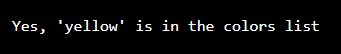 Yes, 'yellow' is in the colors list